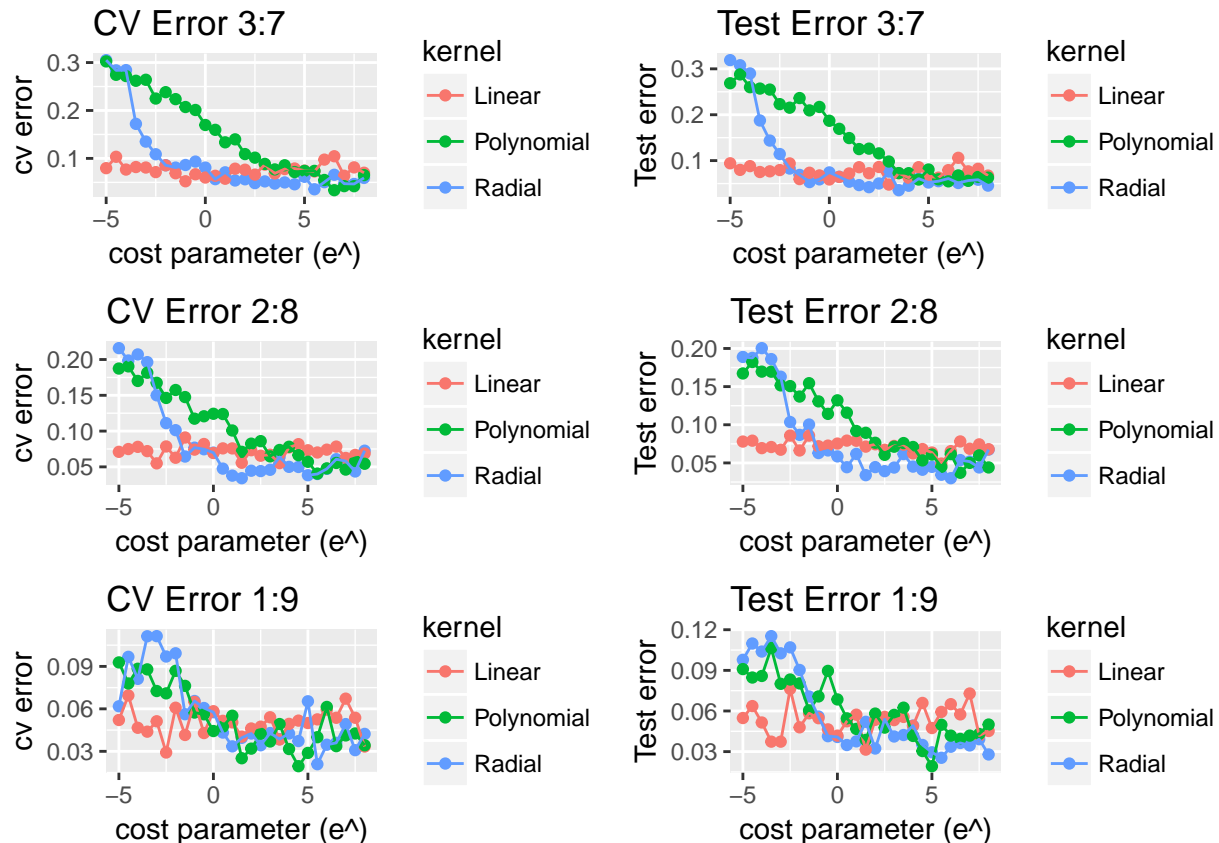 CV Error 3:7
cv error
0.3
0.2
0.1
−5 0 5
cost parameter (e^)
kernel
Linear
Polynomial
Radial
Test Error 3:7
Test error
0.3
0.2
0.1
−5 0 5
cost parameter (e^)
kernel
Linear
Polynomial
Radial
CV Error 2:8
cv error
0.20
0.15
0.10
0.05
−5 0 5
cost parameter (e^)
kernel
Linear
Polynomial
Radial
Test Error 2:8
Test error
0.20
0.15
0.10
0.05
−5 0 5
cost parameter (e^)
kernel
Linear
Polynomial
Radial
CV Error 1:9
cv error
0.09
0.06
0.03
−5 0 5
cost parameter (e^)
kernel
Linear
Polynomial
Radial
Test Error 1:9
Test error
0.12
0.09
0.06
0.03
−5 0 5
cost parameter (e^)
kernel
Linear
Polynomial
Radial